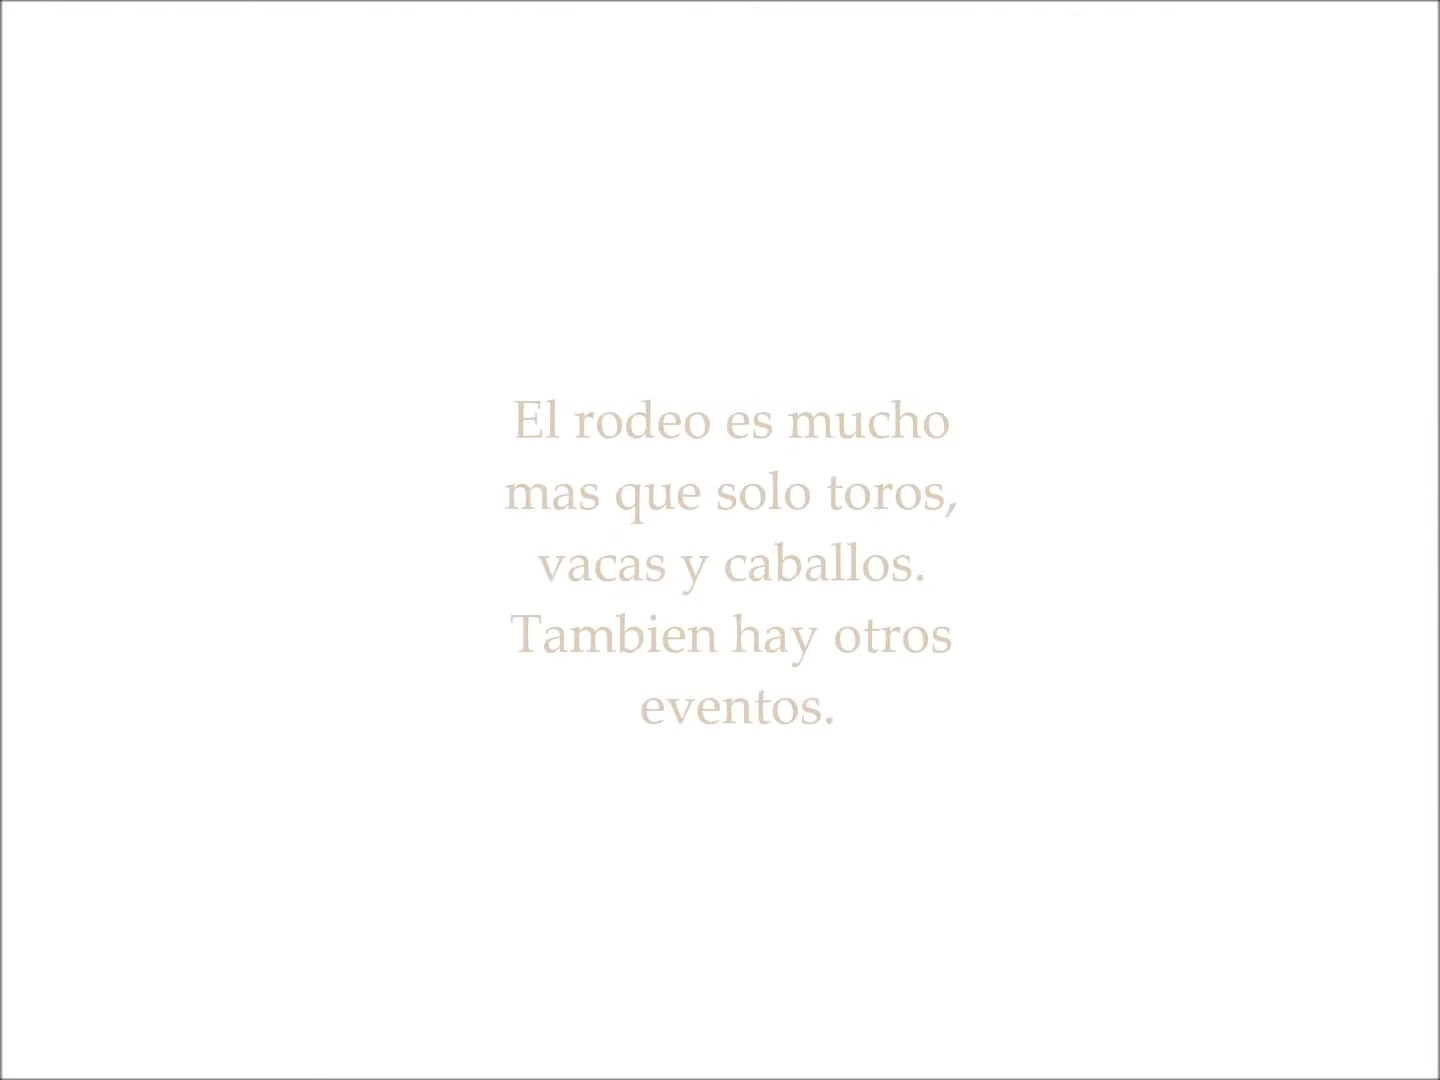 El rodeo es mucho
mas que solo toros,
vacas y caballos.
Tambien hay otros
eventos.